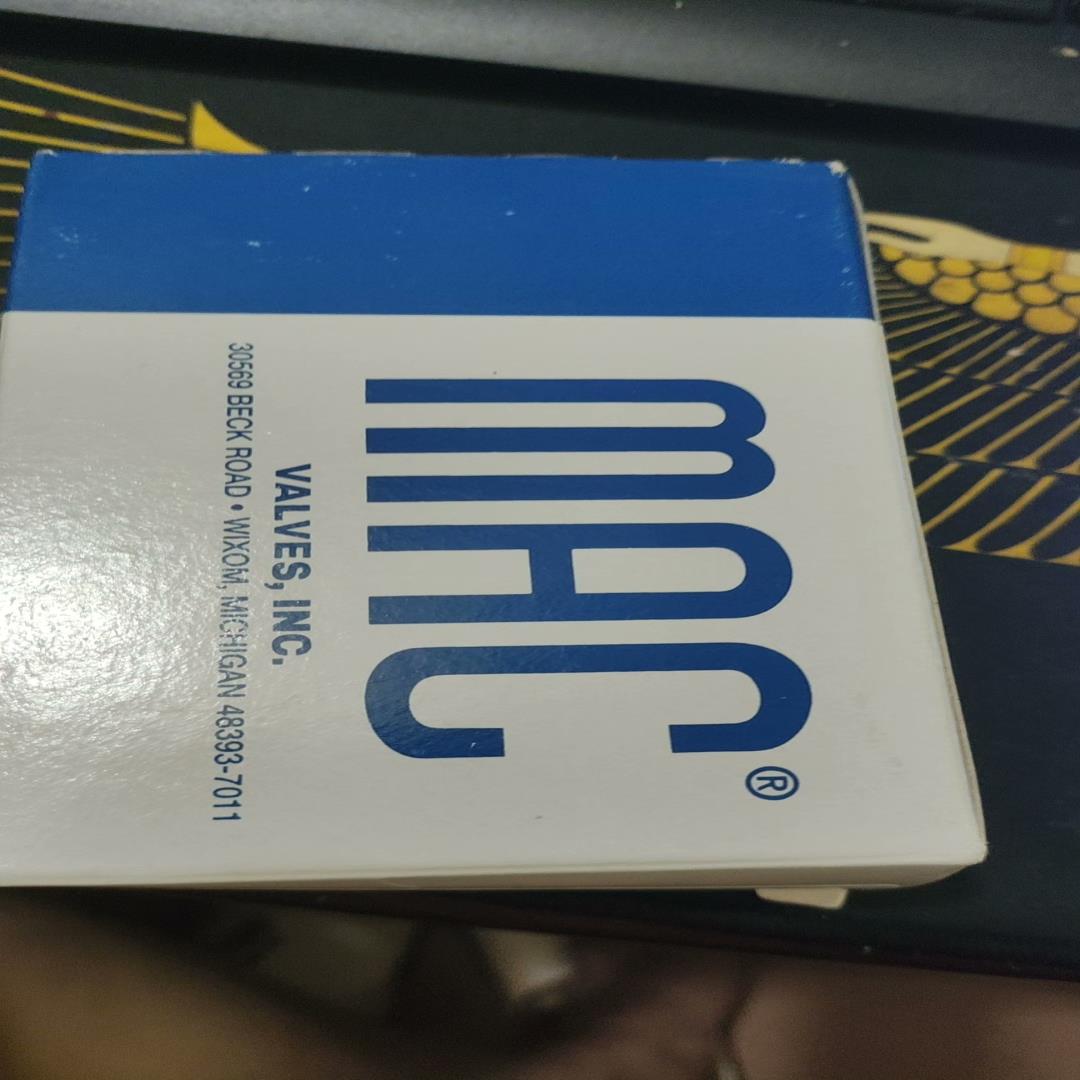 MAC®
VALVES, INC.
30569 BECK ROAD • WIXOM, MICHIGAN 48393-7011